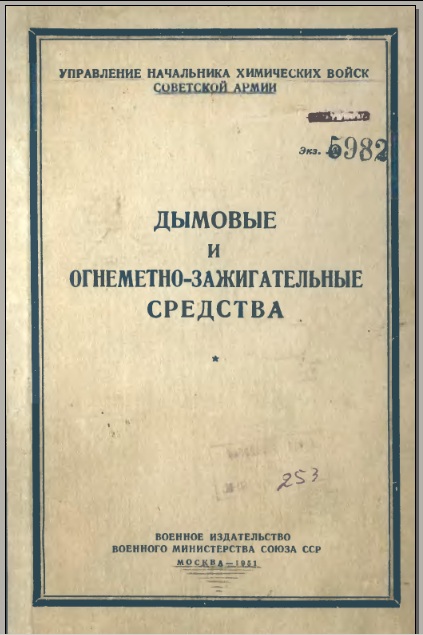 УПРАВЛЕНИЕ НАЧАЛЬНИКА ХИМИЧЕСКИХ ВОЙСК
СОВЕТСКОЙ АРМИИ
Экз. № 5982
ДЫМОВЫЕ
И
ОГНЕМЕТНО-ЗАЖИГАТЕЛЬНЫЕ
СРЕДСТВА
*
253
ВОЕННОЕ ИЗДАТЕЛЬСТВО
ВОЕННОГО МИНИСТЕРСТВА СОЮЗА ССР
МОСКВА—1951